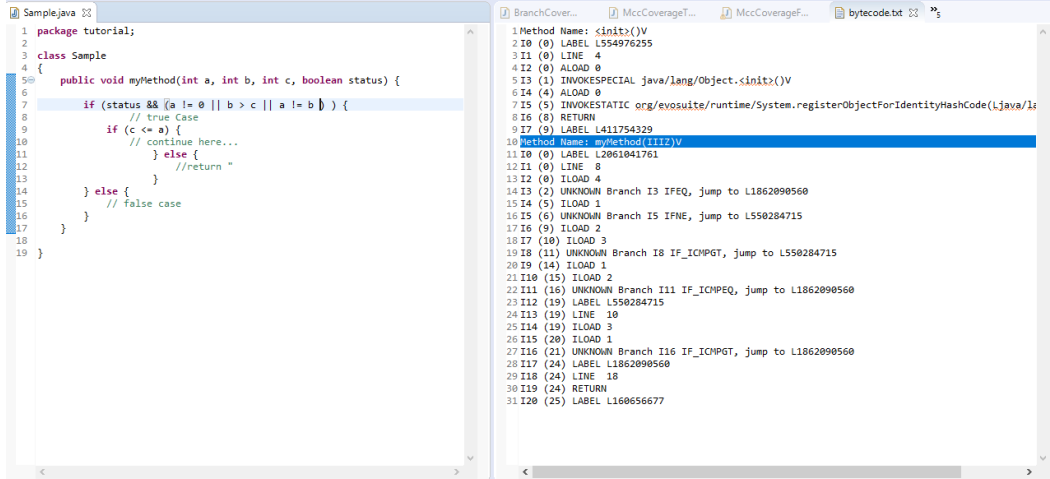 Sample.java
1 package tutorial;
2
3 class Sample
4 {
5 public void myMethod(int a, int b, int c, boolean status) {
6
7 if (status && (a != 0 || b > c || a != b ) ) {
8 // true Case
9 if (c <= a) {
10 // continue here...
11 } else {
12 //return "
13 }
14 } else {
15 // false case
16 }
17 }
18
19 }
BranchCover... MccCoverageT... MccCoverageF... bytecode.txt »5
1 Method Name: <init>()V
2 I0 (0) LABEL L554976255
3 I1 (0) LINE 4
4 I2 (0) ALOAD 0
5 I3 (1) INVOKESPECIAL java/lang/Object.<init>()V
6 I4 (4) ALOAD 0
7 I5 (5) INVOKESTATIC org/evosuite/runtime/System.registerObjectForIdentityHashCode(Ljava/la
8 I6 (8) RETURN
9 I7 (9) LABEL L411754329
10 Method Name: myMethod(IIIZ)V
11 I0 (0) LABEL L2061041761
12 I1 (0) LINE 8
13 I2 (0) ILOAD 4
14 I3 (2) UNKNOWN Branch I3 IFEQ, jump to L1862090560
15 I4 (5) ILOAD 1
16 I5 (6) UNKNOWN Branch I5 IFNE, jump to L550284715
17 I6 (9) ILOAD 2
18 I7 (10) ILOAD 3
19 I8 (11) UNKNOWN Branch I8 IF_ICMPGT, jump to L550284715
20 I9 (14) ILOAD 1
21 I10 (15) ILOAD 2
22 I11 (16) UNKNOWN Branch I11 IF_ICMPEQ, jump to L1862090560
23 I12 (19) LABEL L550284715
24 I13 (19) LINE 10
25 I14 (19) ILOAD 3
26 I15 (20) ILOAD 1
27 I16 (21) UNKNOWN Branch I16 IF_ICMPGT, jump to L1862090560
28 I17 (24) LABEL L1862090560
29 I18 (24) LINE 18
30 I19 (24) RETURN
31 I20 (25) LABEL L160656677